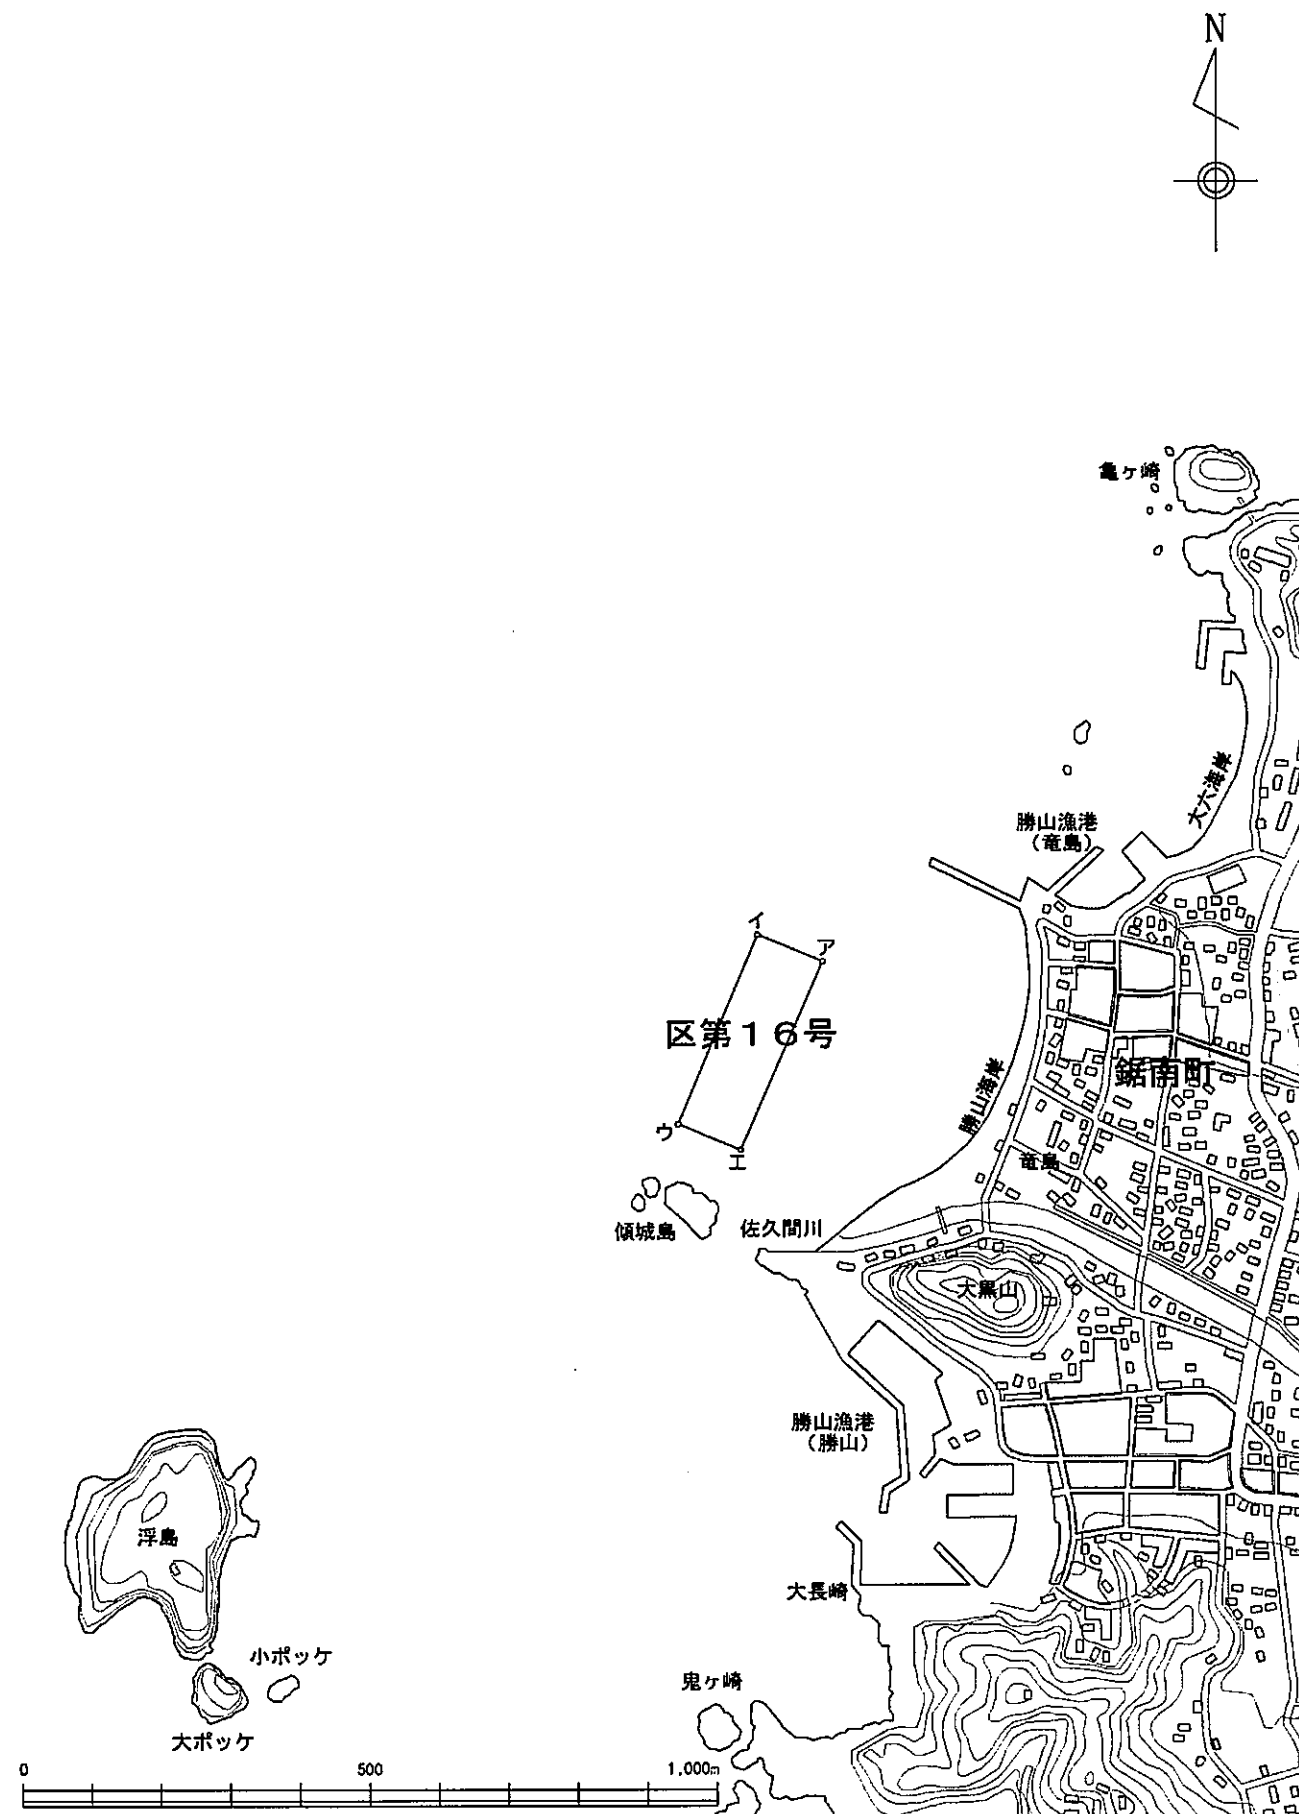 N
亀ヶ崎
大六海岸
勝山漁港
（竜島）
イ
ア
区第１６号
鋸南町
勝山海岸
ウ
エ
竜島
傾城島
佐久間川
大黒山
勝山漁港
（勝山）
浮島
大長崎
小ポッケ
鬼ヶ崎
大ポッケ
0 500 1,000m